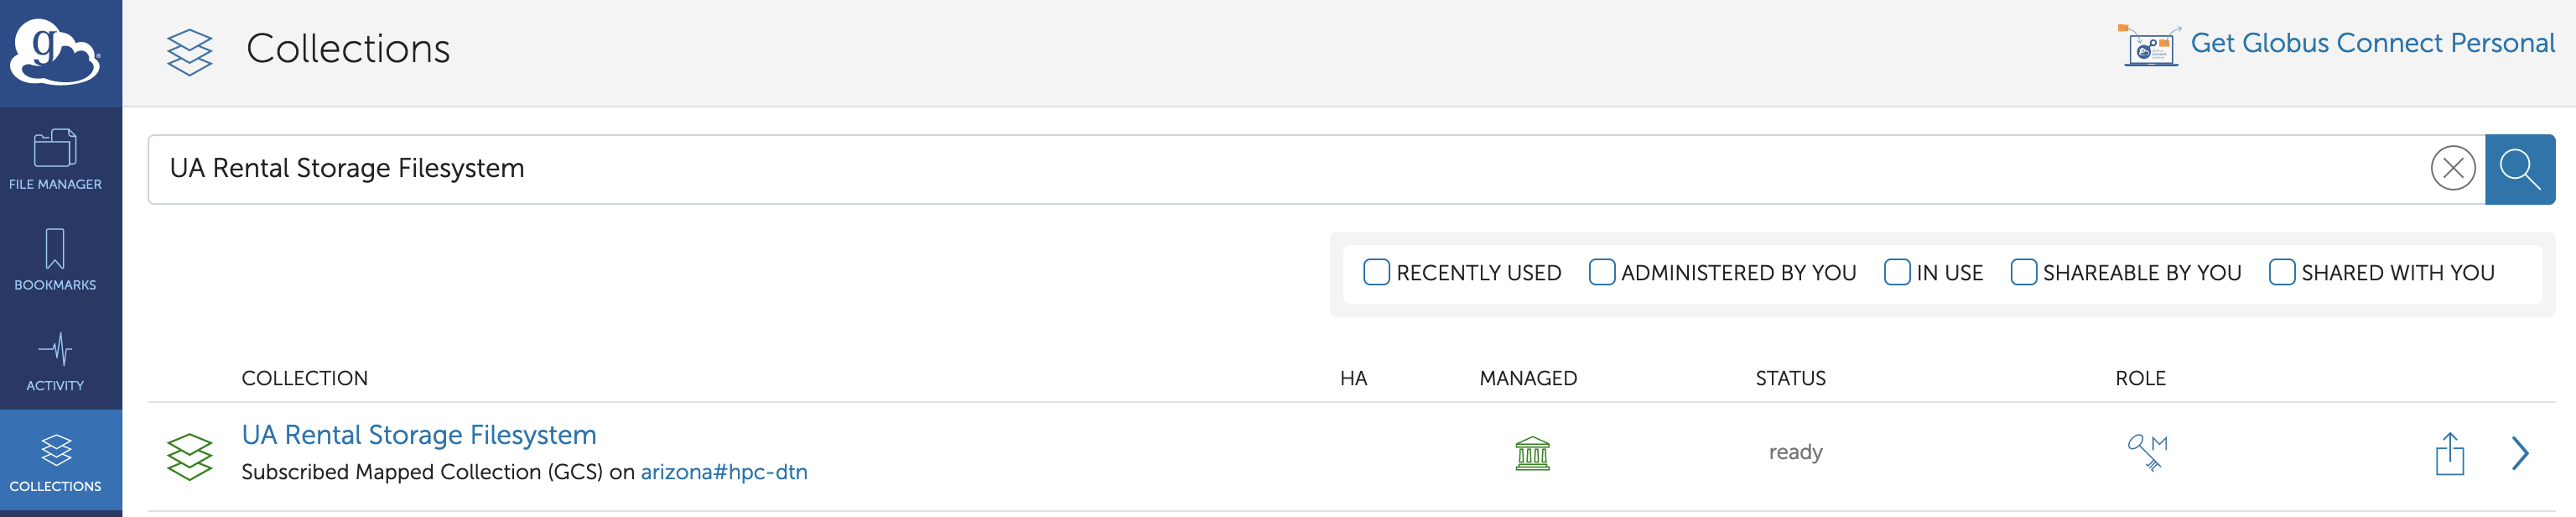 g
Collections
Get Globus Connect Personal
UA Rental Storage Filesystem
FILE MANAGER
BOOKMARKS
ACTIVITY
COLLECTIONS
RECENTLY USED ADMINISTERED BY YOU IN USE SHAREABLE BY YOU SHARED WITH YOU
COLLECTION HA MANAGED STATUS ROLE
UA Rental Storage Filesystem
Subscribed Mapped Collection (GCS) on arizona#hpc-dtn
ready
M